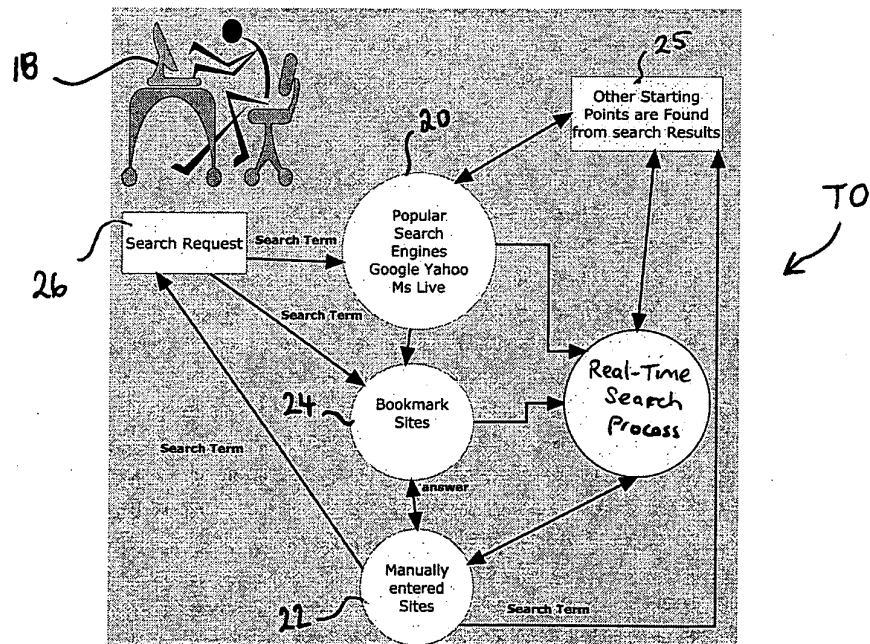 18
25
Other Starting
Points are Found
from search Results
20
TO
Popular
Search
Engines
Google Yahoo
Ms Live
Search Term
Search Request
26
Search Term
Real-Time
Search
Process
24
Bookmark
Sites
Search Term
answer
Manually
entered
Sites
22
Search Term